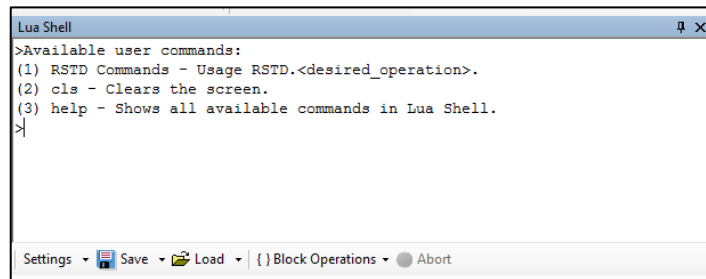 Lua Shell
>Available user commands:
(1) RSTD Commands - Usage RSTD.<desired_operation>.
(2) cls - Clears the screen.
(3) help - Shows all available commands in Lua Shell.
>
Settings Save Load { } Block Operations Abort